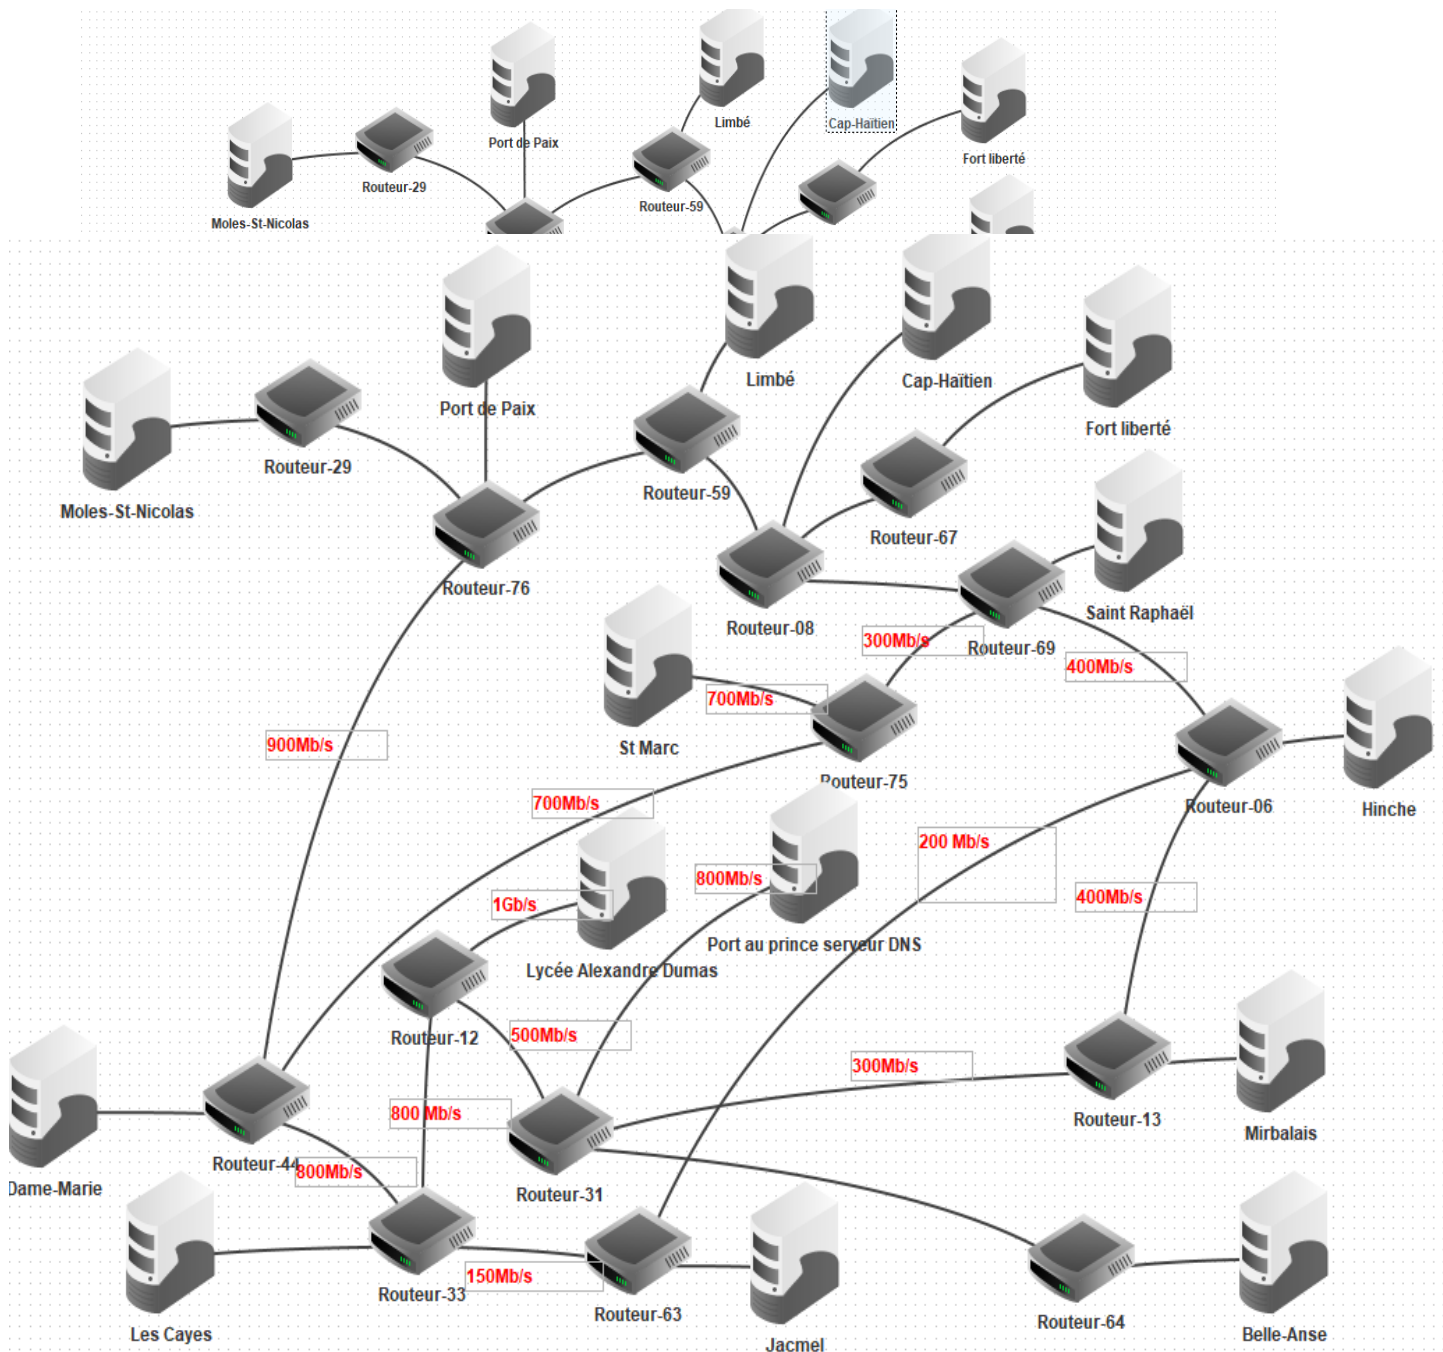 Limbé
Cap-Haïtien
Port de Paix
Fort liberté
Routeur-29
Routeur-59
Moles-St-Nicolas
Limbé
Cap-Haïtien
Port de Paix
Fort liberté
Routeur-29
Routeur-59
Moles-St-Nicolas
Routeur-67
Routeur-76
Saint Raphaël
Routeur-08
300Mb/s
Routeur-69
400Mb/s
700Mb/s
St Marc
900Mb/s
Routeur-75
700Mb/s
Routeur-06
Hinche
200 Mb/s
800Mb/s
400Mb/s
1Gb/s
Port au prince serveur DNS
Lycée Alexandre Dumas
Routeur-12
500Mb/s
300Mb/s
800 Mb/s
Routeur-13
Mirbalais
Routeur-44
800Mb/s
Dame-Marie
Routeur-31
150Mb/s
Routeur-33
Routeur-63
Routeur-64
Les Cayes
Belle-Anse
Jacmel